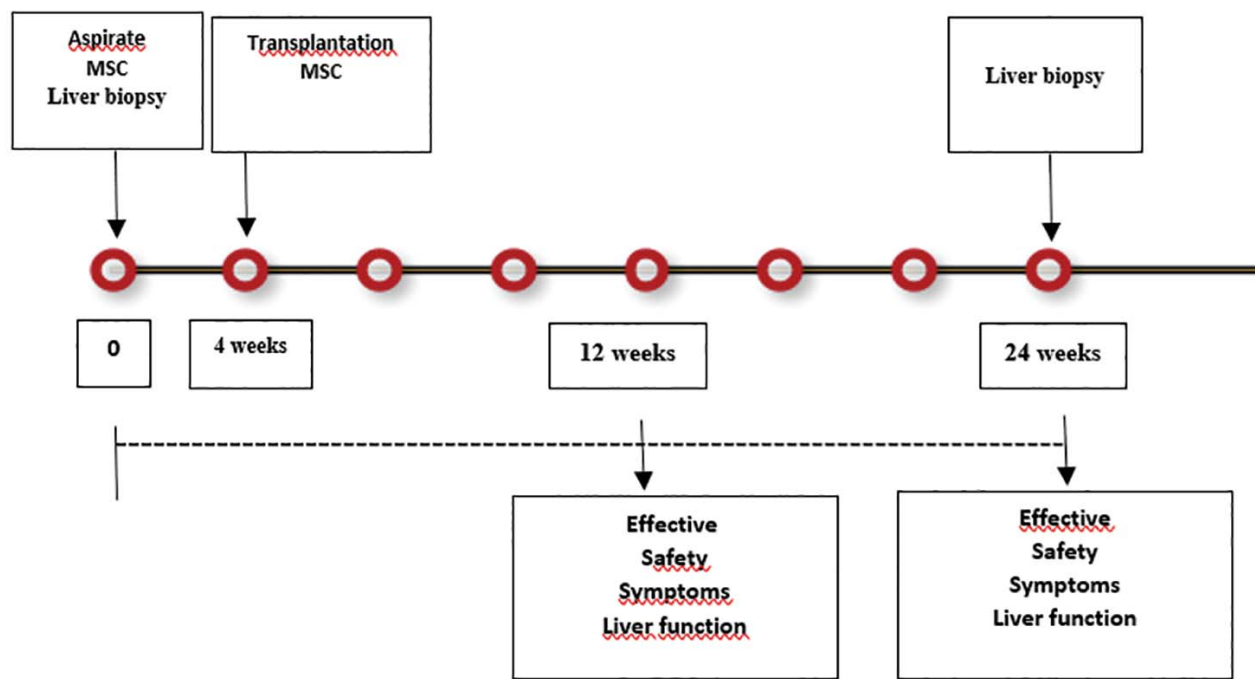 Aspirate
MSC
Liver biopsy
Transplantation
MSC
Liver biopsy
0
4 weeks
12 weeks
24 weeks
Effective
Safety
Symptoms
Liver function
Effective
Safety
Symptoms
Liver function